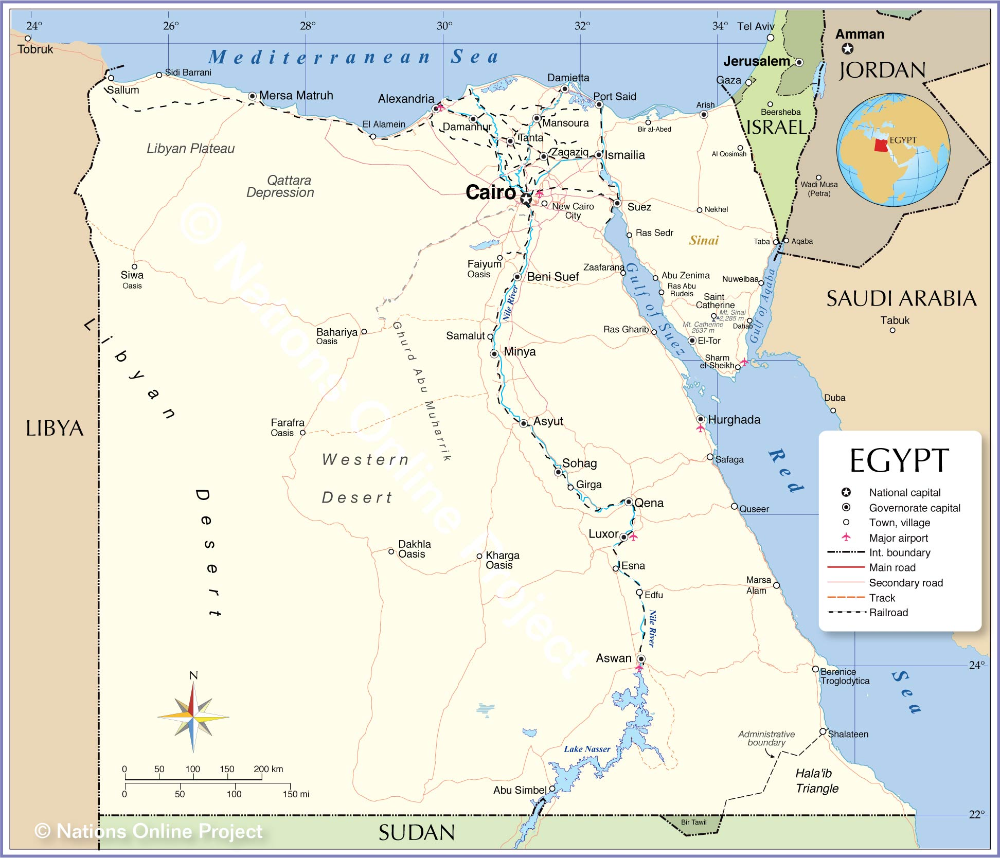 24°
26°
28°
30°
32°
34°
Tel Aviv
Amman
Tobruk
Mediterranean Sea
Jerusalem
JORDAN
Sidi Barrani
Sallum
Mersa Matruh
Alexandria
Damietta
Port Said
Gaza
Arish
Beersheba
ISRAEL
El Alamein
Damanhur
Mansoura
Bir al-Abed
Tanta
Libyan Plateau
Zaqaziq
Ismailia
Al Qosimah
EGYPT
Qattara
Depression
Cairo
New Cairo
City
Suez
Nekhel
Wadi Musa
(Petra)
Ras Sedr
Sinai
Taba
Aqaba
Siwa
Oasis
Faiyum
Oasis
Beni Suef
Zaafarana
Abu Zenima
Ras Abu
Rudeis
Nuweibaa
Saint
Catherine
Mt. Sinai
2,285 m
Mt. Catherine
2637 m
Dahab
Gulf of Suez
Gulf of Aqaba
SAUDI ARABIA
Tabuk
Nile River
Libyan
Desert
Bahariya
Oasis
Ghurd Abu Muharrik
Samalut
Minya
Ras Gharib
El-Tor
Sharm
el-Sheikh
Duba
LIBYA
Farafra
Oasis
Asyut
Hurghada
Western
Desert
Sohag
Girga
Safaga
Red
Sea
Qena
Quseer
Luxor
Dakhla
Oasis
Kharga
Oasis
Esna
Edfu
Marsa
Alam
Nile River
Aswan
Berenice
Troglodytica
24°
Lake Nasser
Administrative
boundary
Shalateen
Hala'ib
Triangle
Abu Simbel
22°
Bir Tawil
SUDAN
EGYPT
National capital
Governorate capital
Town, village
Major airport
Int. boundary
Main road
Secondary road
Track
Railroad
N
0 50 100 150 200 km
0 50 100 150 mi
© Nations Online Project
© Nations Online Project